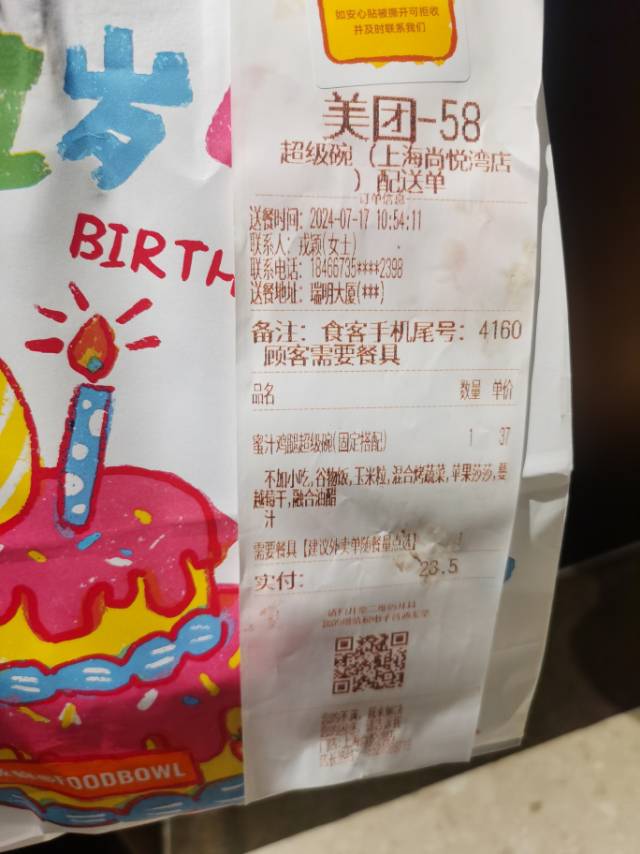 如安心贴被撕开可拒收
并及时联系我们
岁
BIRTH
美团-58
超级碗（上海尚悦湾店
）配送单
订单信息
送餐时间: 2024-07-17 10:54:11
联系人: 戎颖(女士)
联系电话: 18466735****2398
送餐地址: 瑞明大厦(***)
备注: 食客手机尾号: 4160
顾客需要餐具
品名 数量 单价
蜜汁鸡腿超级碗(固定搭配) 1 37
不加小吃,谷物饭,玉米粒,混合烤蔬菜,苹果莎莎,蔓
越莓干,融合油醋
汁
需要餐具【建议外卖单随餐量点选】
实付: 23.5
FOODBOWL